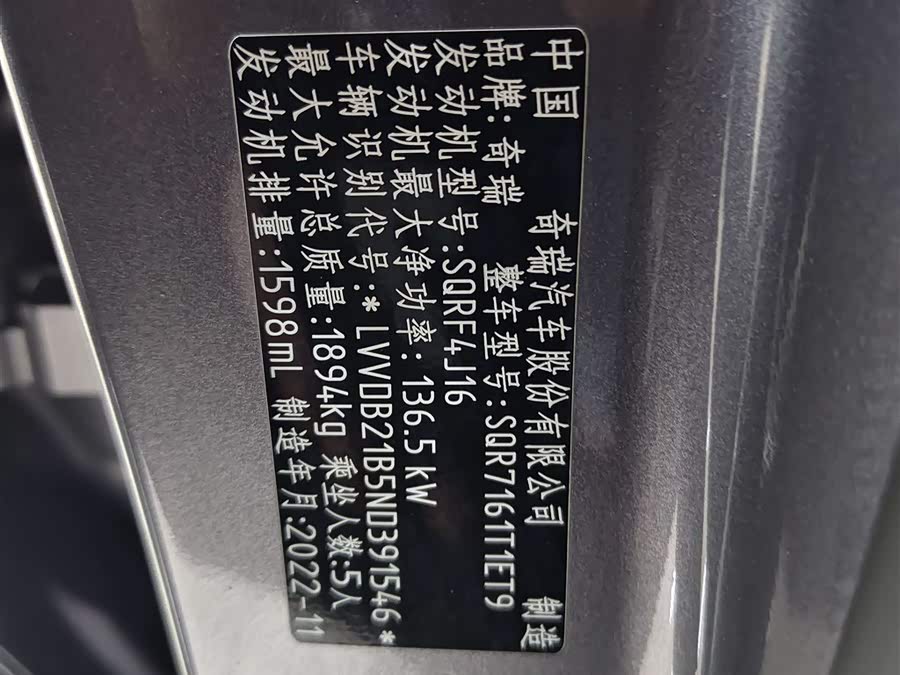 中国 奇瑞汽车股份有限公司 制造
品牌:奇瑞 整车型号:SQR7161T1ET9
发动机型号:SQRF4J16
发动机最大净功率:136.5kW
车辆识别代号:*LVVDB21B5ND391546*
最大允许总质量:1894kg 乘坐人数:5人
发动机排量:1598mL 制造年月:2022-11